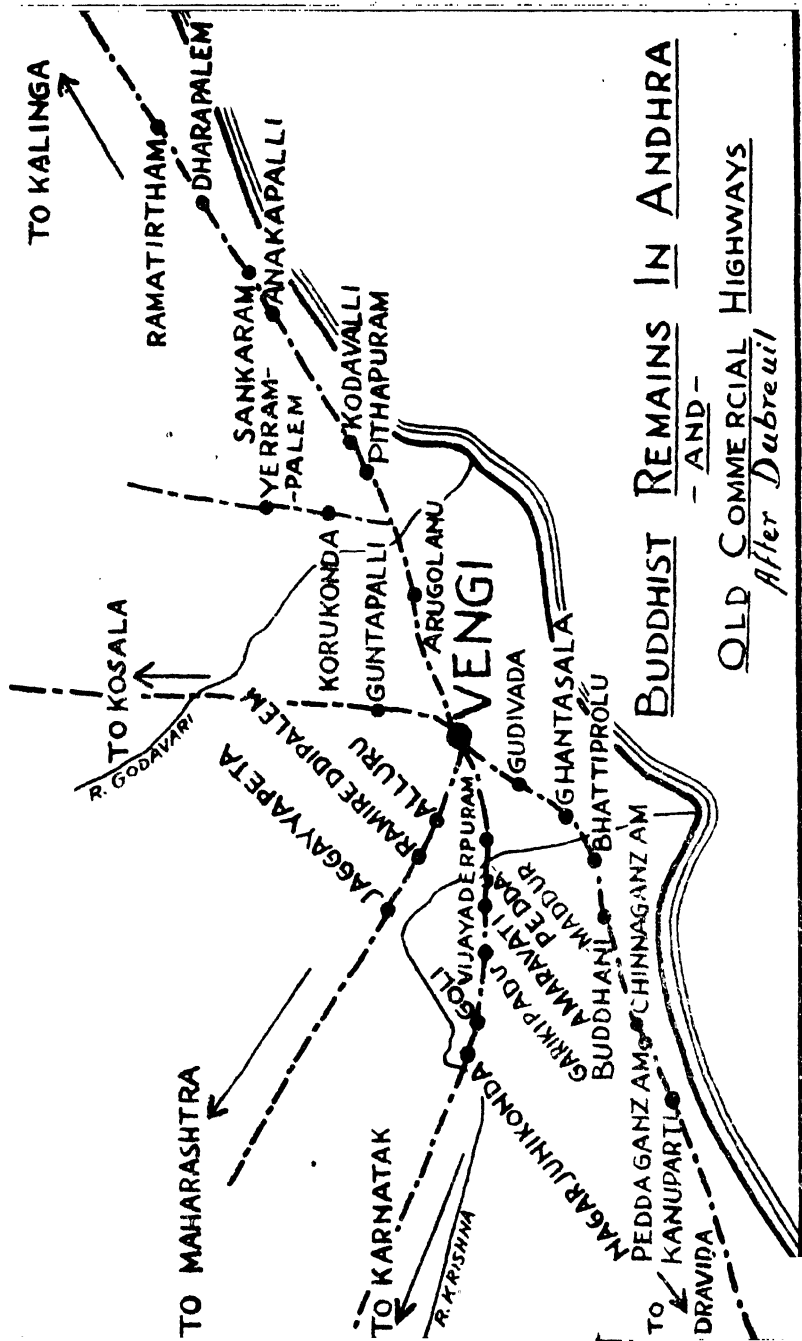 TO KALINGA
RAMATIRTHAM
DHARAPALEM
SANKARAM
ANAKAPALLI
YERRAM-
-PALEM
KODAVALLI
PITHAPURAM
TO KOSALA
R. GODAVARI
KORUKONDA
GUNTAPALLI
ARUGOLANU
VENGI
JAGGAYYAPETA
RAMIREDDIPALEM
ALLURU
GUDIVADA
GHANTASALA
BHATTIPROLU
TO MAHARASHTRA
VIJAYADERPURAM
GOLI
PEDDA
-MADDUR
AMARAVATI
GARIKIPADU
BUDDHANI
CHINNAGANZAM
PEDDAGANZAM
KANUPARTI
NAGARJUNIKONDA
TO KARNATAK
R. KRISHNA
TO
DRAVIDA
BUDDHIST REMAINS IN ANDHRA
- AND -
OLD COMMERCIAL HIGHWAYS
After Dubreuil